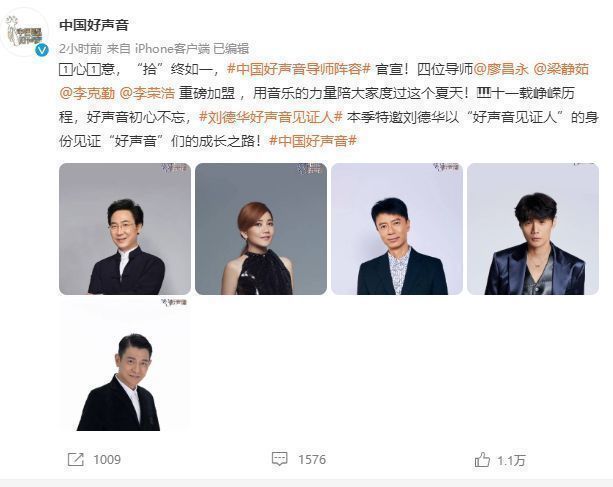 中国好声音
2小时前 来自 iPhone客户端 已编辑
1️⃣心1️⃣意，“拾”终如一，#中国好声音导师阵容# 官宣！四位导师@廖昌永 @梁静茹
@李克勤 @李荣浩 重磅加盟 ，用音乐的力量陪大家度过这个夏天！‼️‼️十一载峥嵘历
程，好声音初心不忘，#刘德华好声音见证人# 本季特邀刘德华以“好声音见证人”的身
份见证“好声音”们的成长之路！#中国好声音#
1009
1576
1.1万